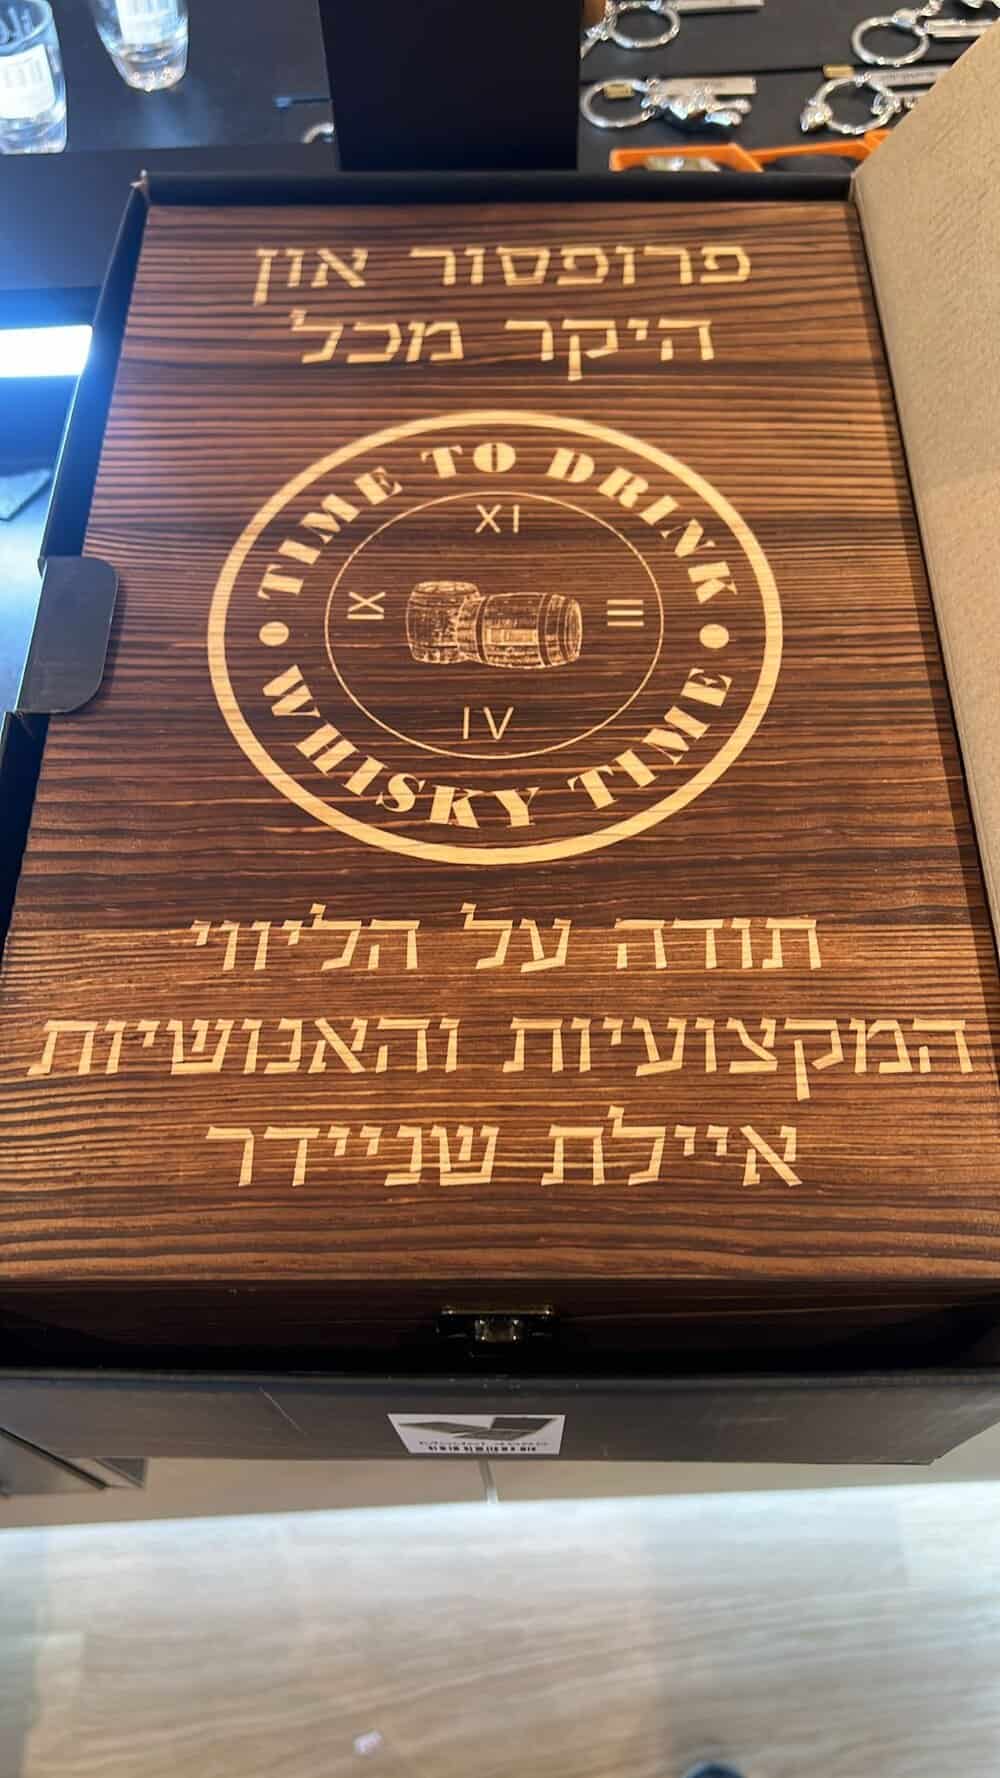 פרופסור און
היקר מכל
TIME TO DRINK
XI
IX
III
IV
WHISKY TIME
תודה על הליווי
המקצועיות והאנושיות
איילת שניידר